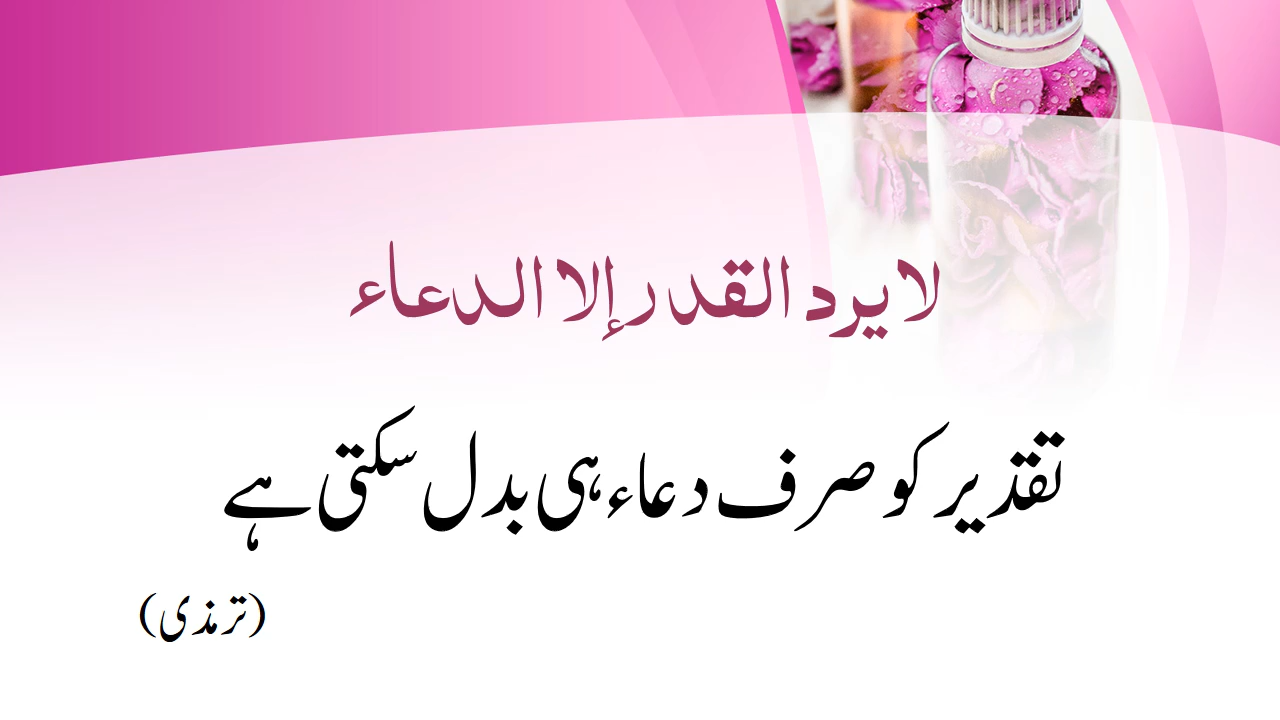 لا يرد القدر إلا الدعاء
تقدیر کو صرف دعاء ہی بدل سکتی ہے
(ترمذی)